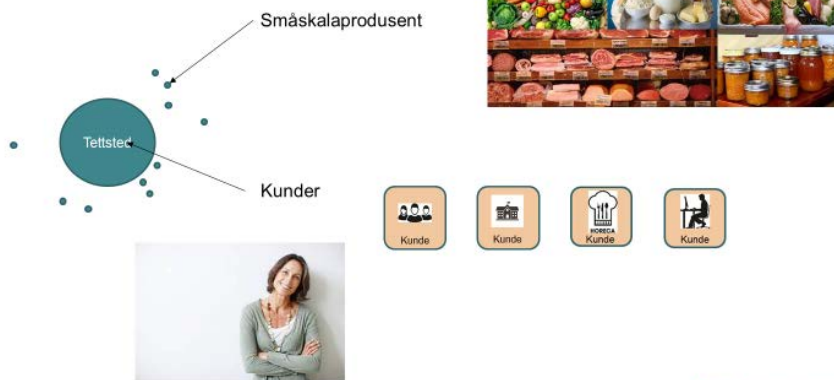 Småskalaprodusent
Tettsted
Kunder
Kunde
Kunde
HORECA
Kunde
Kunde